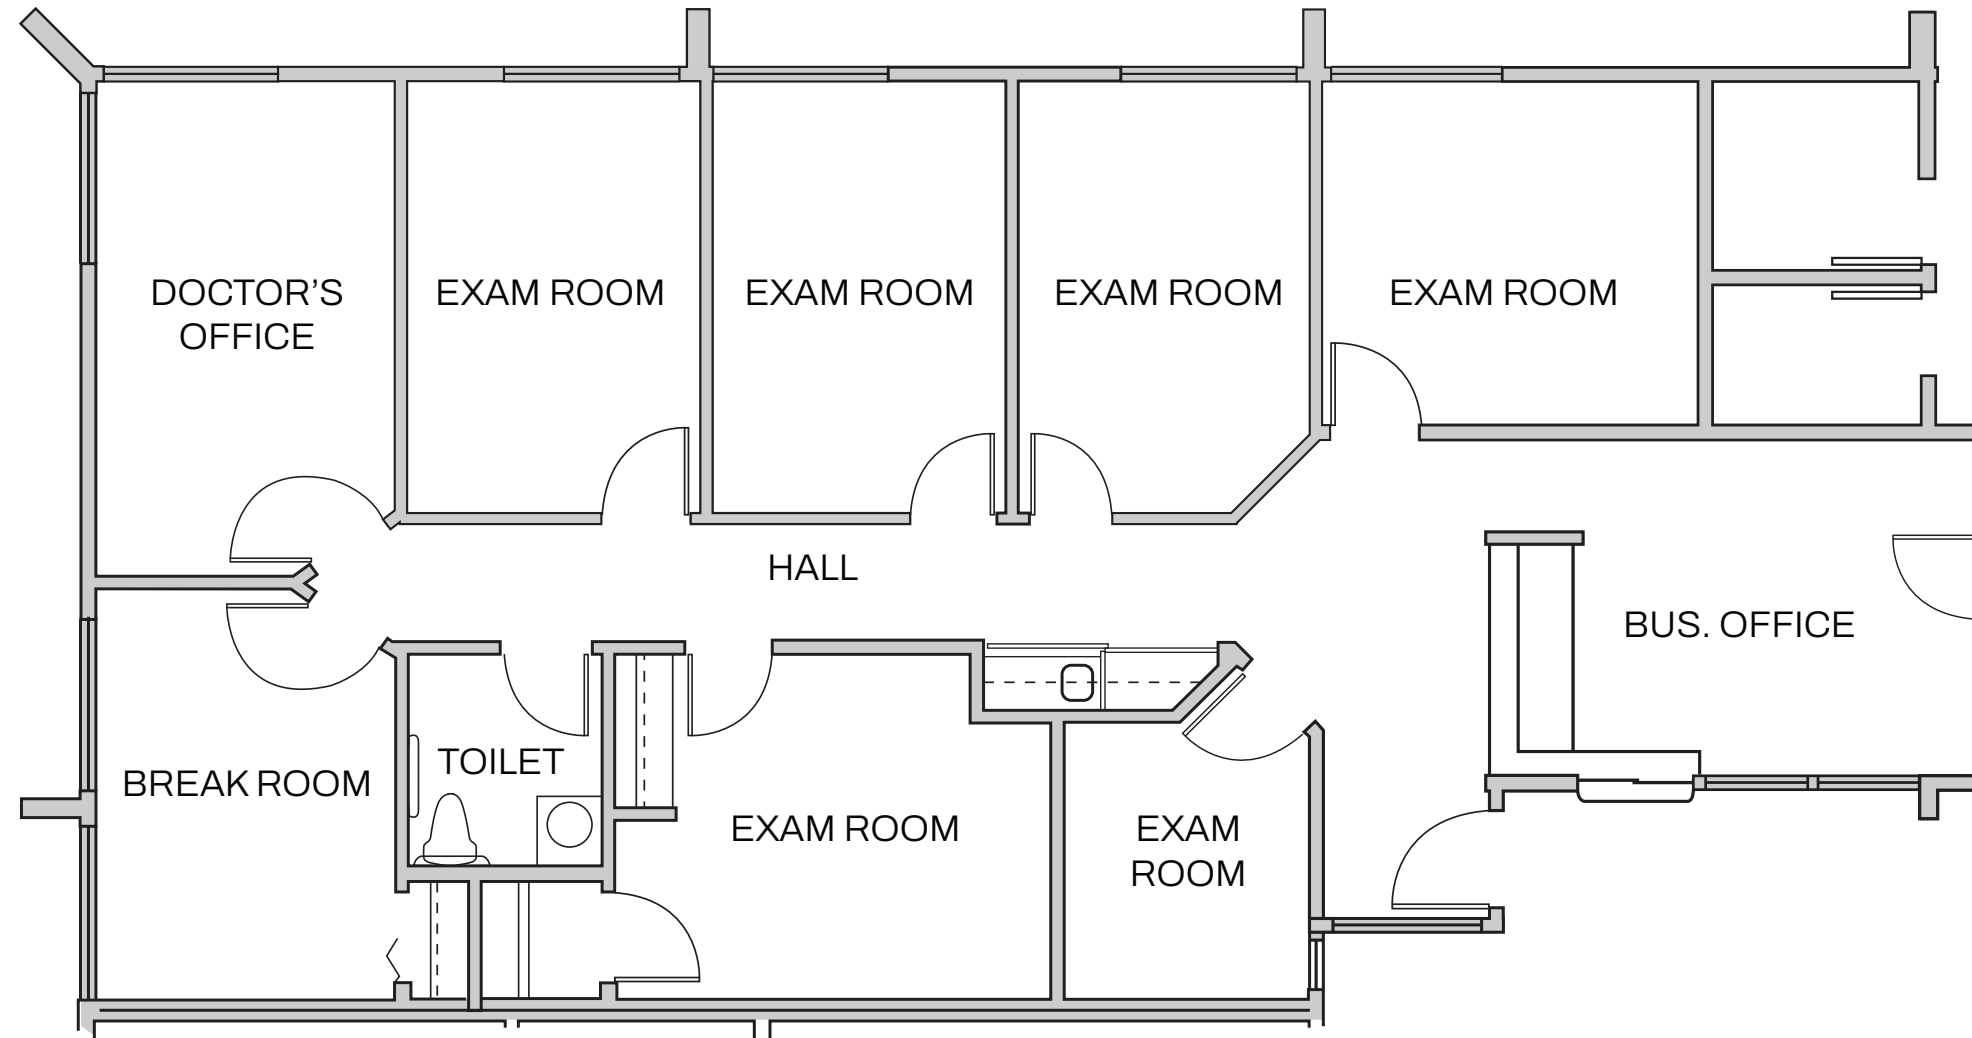 DOCTOR'S
OFFICE
EXAM ROOM
EXAM ROOM
EXAM ROOM
EXAM ROOM
HALL
BUS. OFFICE
BREAK ROOM
TOILET
EXAM ROOM
EXAM
ROOM